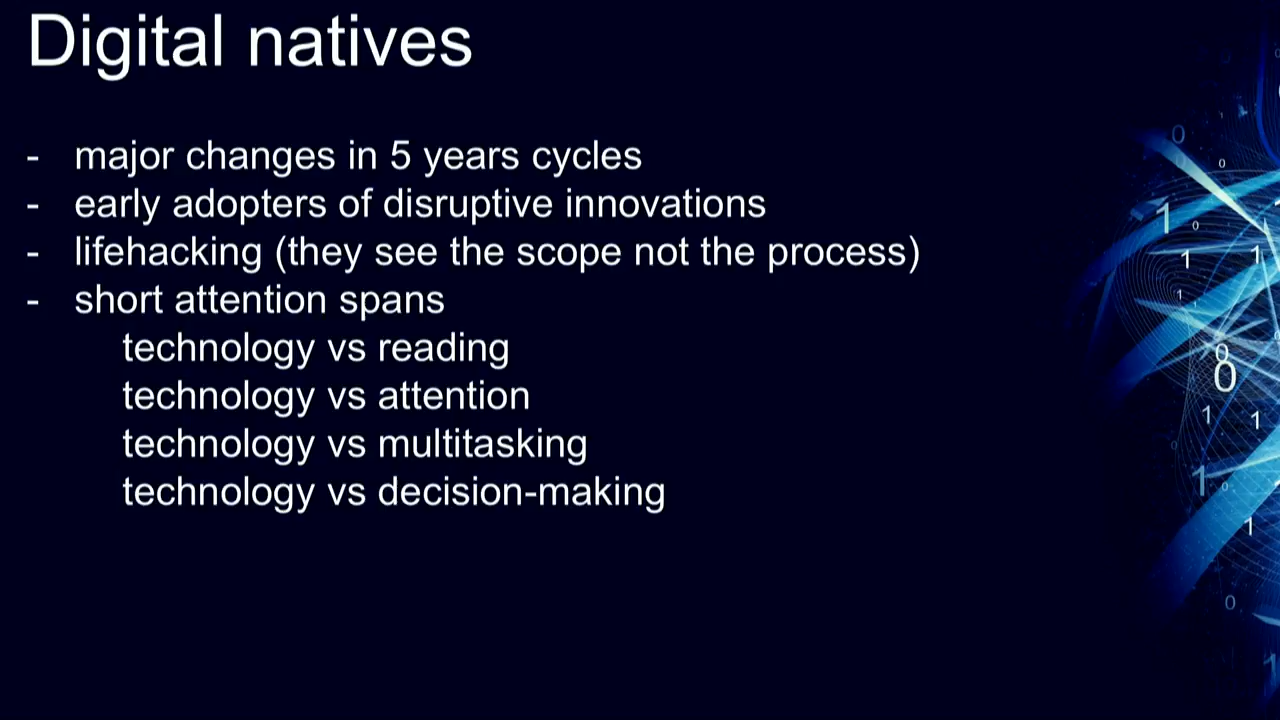 Digital natives
- major changes in 5 years cycles
- early adopters of disruptive innovations
- lifehacking (they see the scope not the process)
- short attention spans
technology vs reading
technology vs attention
technology vs multitasking
technology vs decision-making